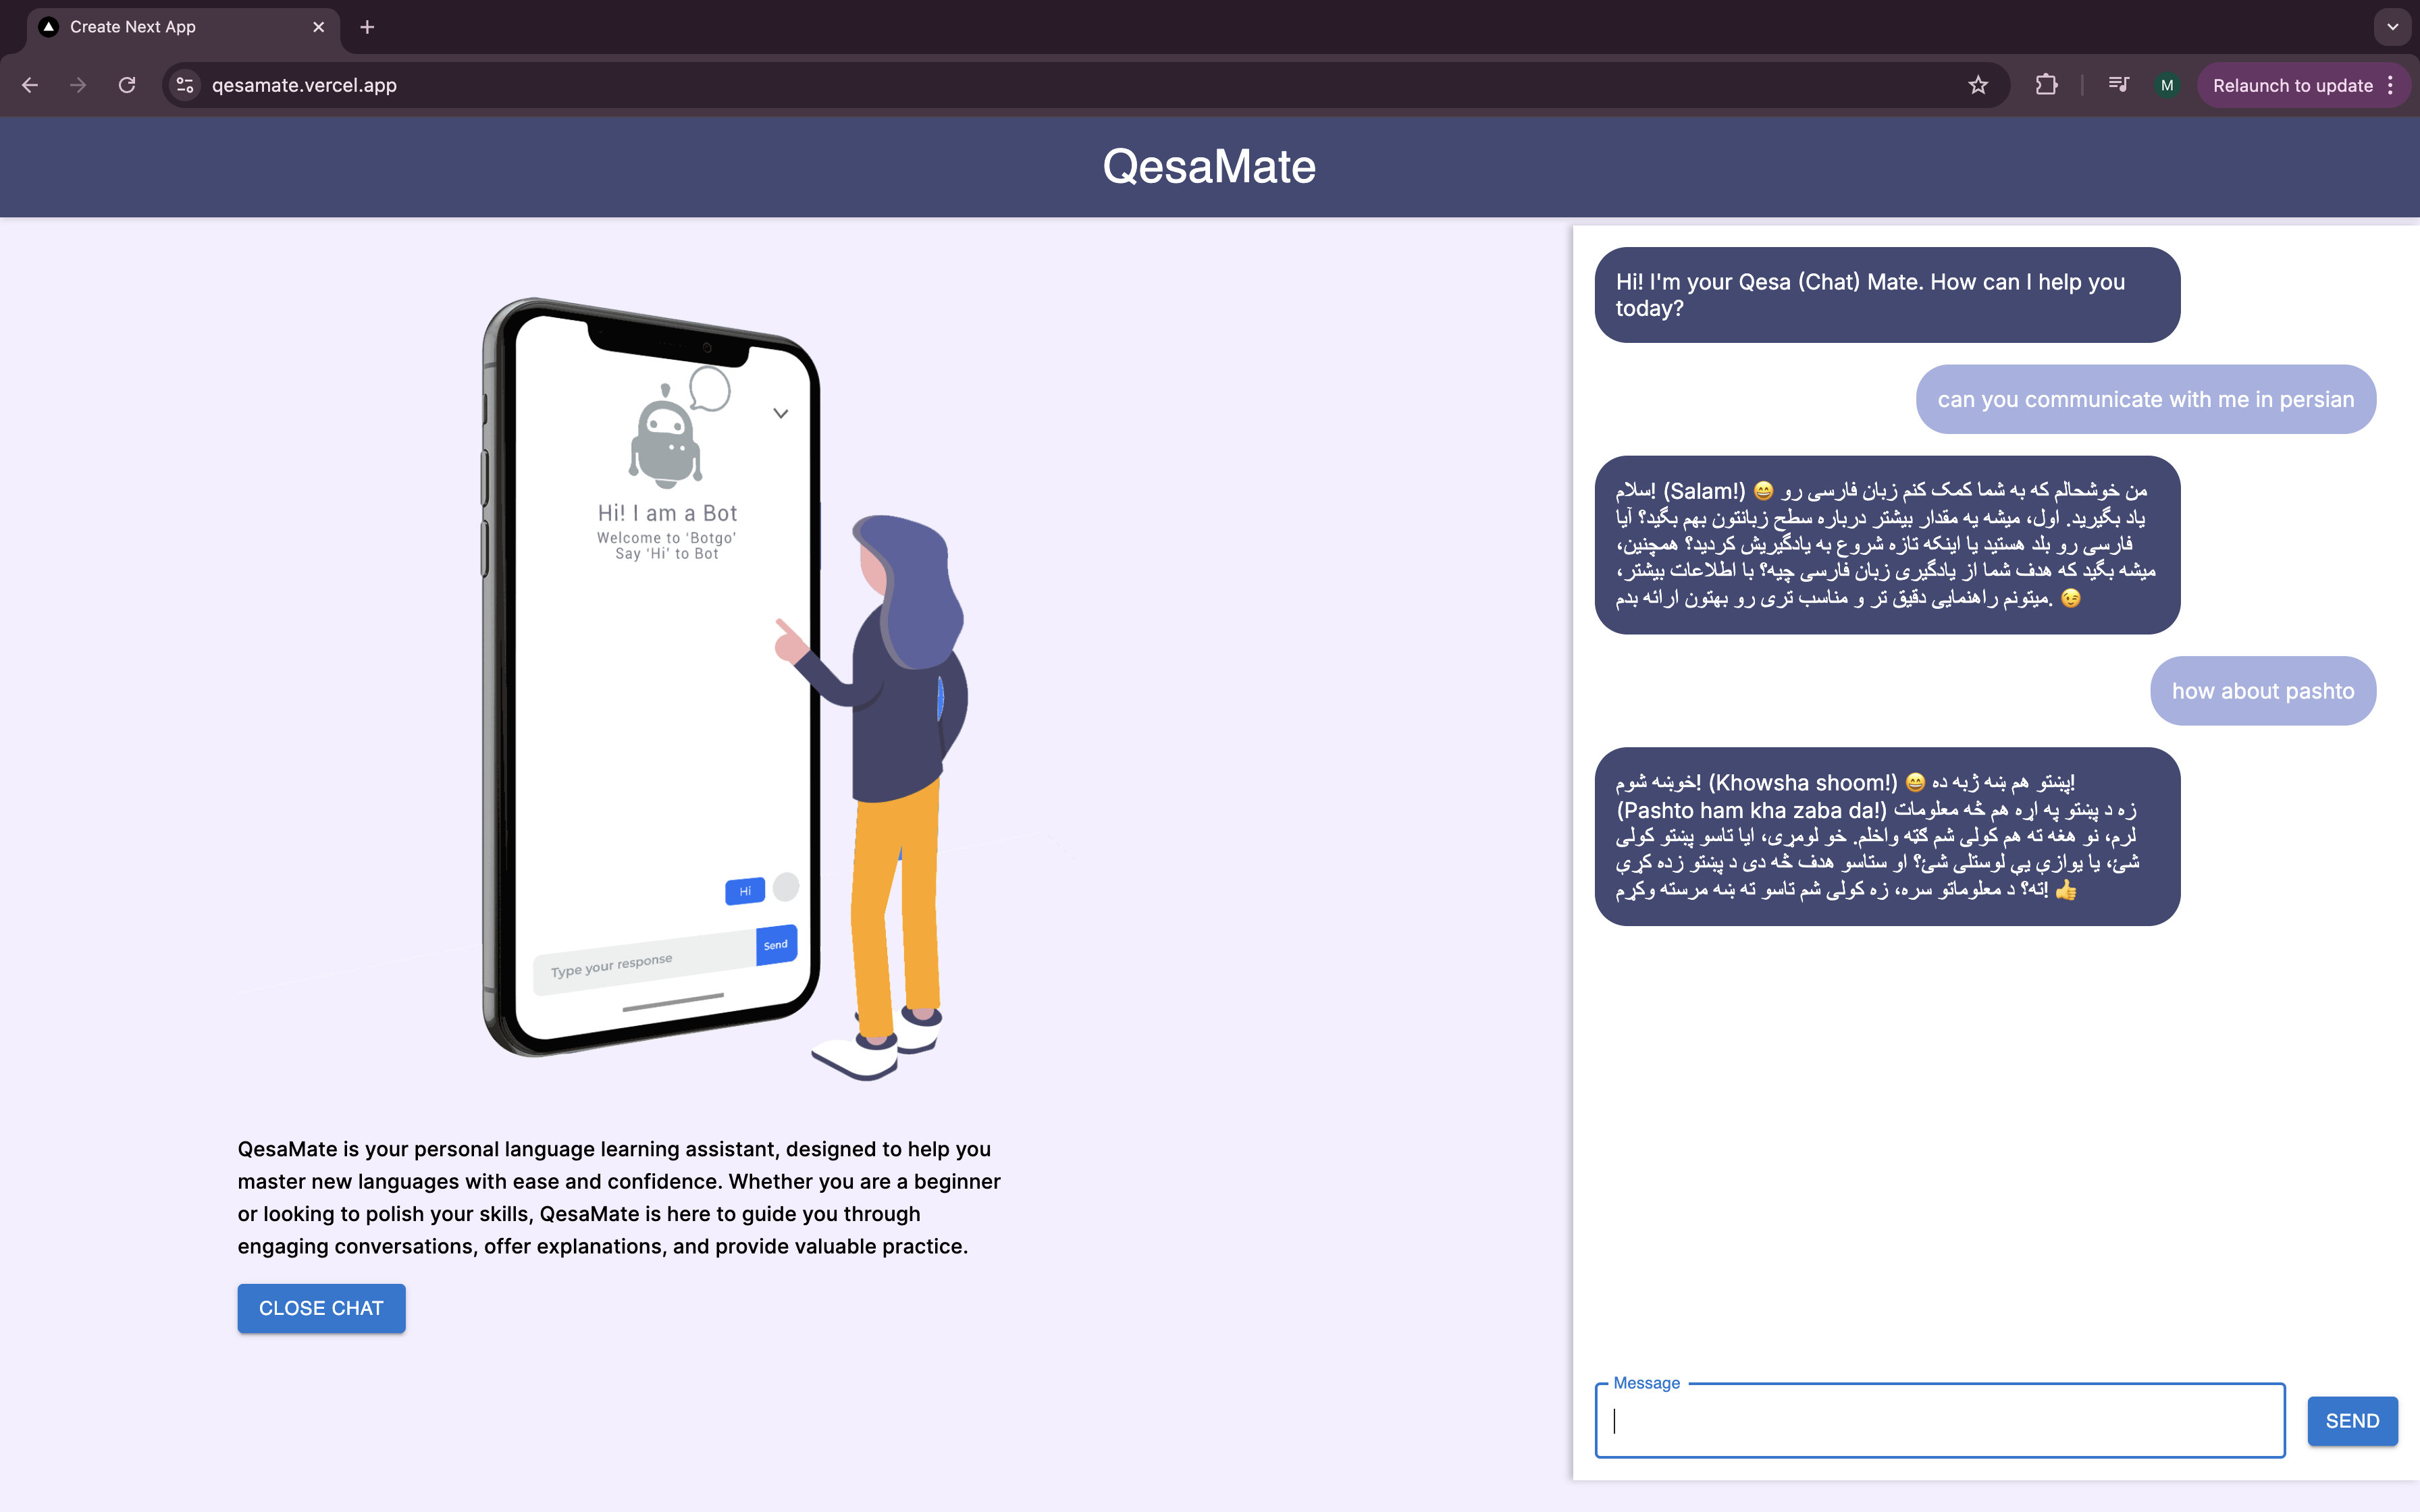 Create Next App
qesamate.vercel.app
M
Relaunch to update
QesaMate
Hi! I am a Bot
Welcome to ‘Botgo’
Say ‘Hi’ to Bot
Hi
Type your response
Send
QesaMate is your personal language learning assistant, designed to help you
master new languages with ease and confidence. Whether you are a beginner
or looking to polish your skills, QesaMate is here to guide you through
engaging conversations, offer explanations, and provide valuable practice.
CLOSE CHAT
Hi! I'm your Qesa (Chat) Mate. How can I help you
today?
can you communicate with me in persian
سلام! (Salam!) 😄 من خوشحالم که به شما کمک کنم زبان فارسی رو
یاد بگیرید. اول، میشه یه مقدار بیشتر درباره سطح زبانتون بهم بگید؟ آیا
فارسی رو بلد هستید یا اینکه تازه شروع به یادگیریش کردید؟ همچنین،
میشه بگید که هدف شما از یادگیری زبان فارسی چیه؟ با اطلاعات بیشتر،
میتونم راهنمایی دقیق تر و مناسب تری رو بهتون ارائه بدم. 😉
how about pashto
خوښه شوم! (Khowsha shoom!) 😄 پښتو هم ښه ژبه ده!
(Pashto ham kha zaba da!) زه د پښتو په اړه هم څه معلومات
لرم، نو هغه ته هم کولی شم ګټه واخلم. خو لومړی، ایا تاسو پښتو کولی
شئ، یا یوازې یې لوستلی شئ؟ او ستاسو هدف څه دی د پښتو زده کړې
ته؟ د معلوماتو سره، زه کولی شم تاسو ته ښه مرسته وکړم! 👍
Message
SEND